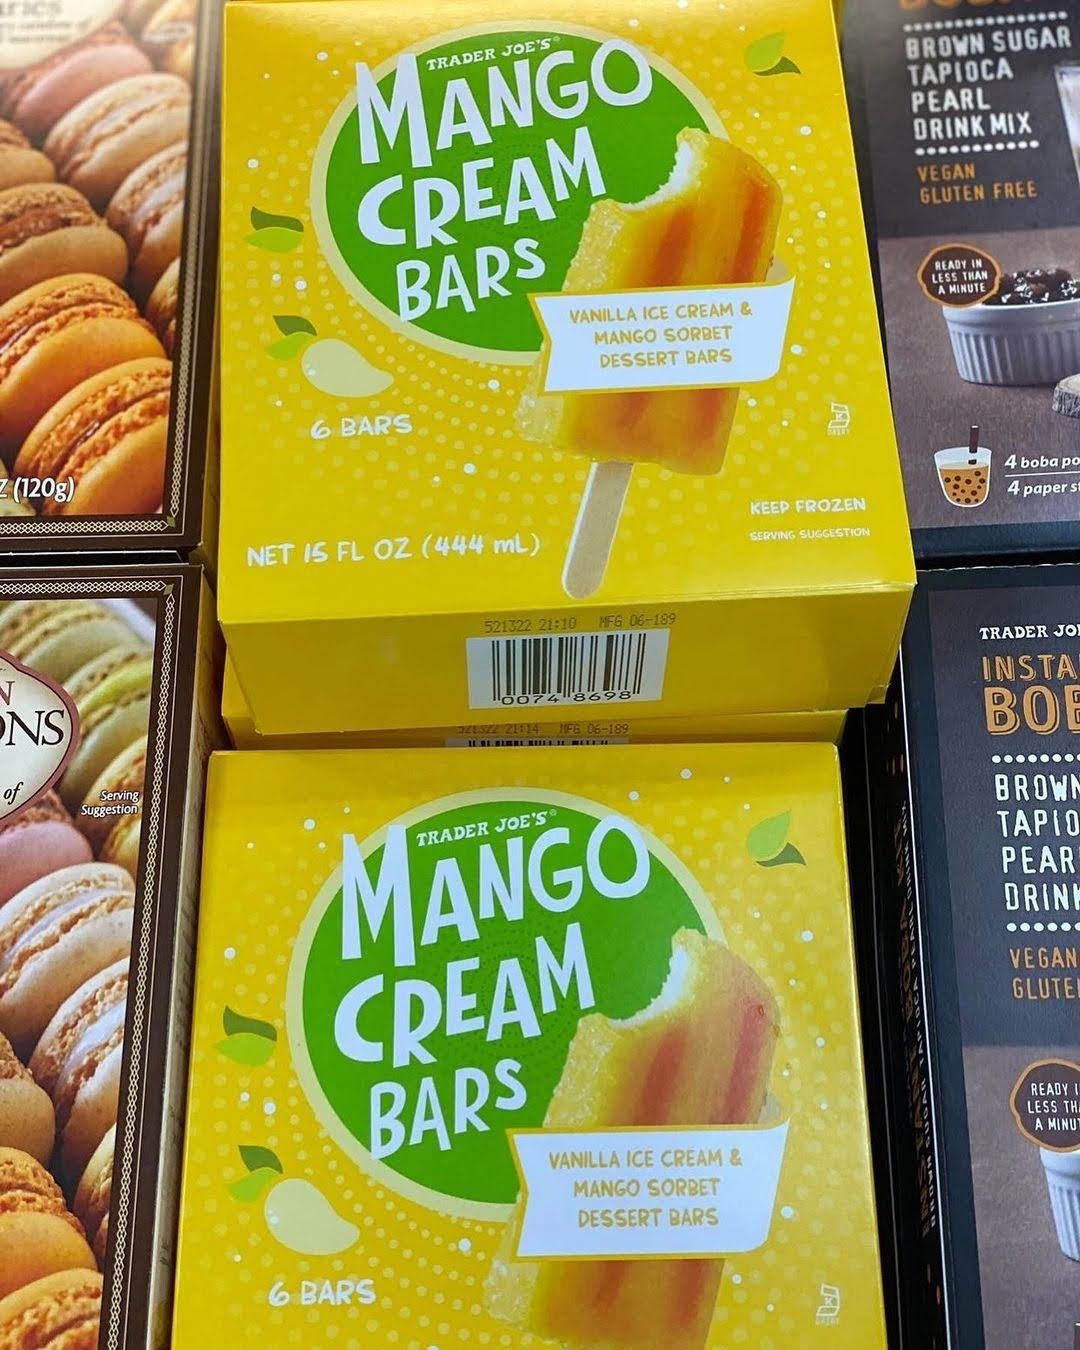 TRADER JOE'S
MANGO
CREAM
BARS
VANILLA ICE CREAM &
MANGO SORBET
DESSERT BARS
6 BARS
KEEP FROZEN
SERVING SUGGESTION
NET 15 FL OZ (444 mL)
521322 21:10 MFG 06-189
0074 8698
521322 21:14 MFG 06-189
TRADER JOE'S
MANGO
CREAM
BARS
VANILLA ICE CREAM &
MANGO SORBET
DESSERT BARS
6 BARS
Z (120g)
N
ONS
of
Serving
Suggestion
BROWN SUGAR
TAPIOCA
PEARL
DRINK MIX
VEGAN
GLUTEN FREE
READY IN
LESS THAN
A MINUTE
4 boba po
4 paper st
TRADER JO
INSTA
BOB
BROWN
TAPIO
PEAR
DRINK
VEGAN
GLUTE
READY I
LESS TH
A MINU